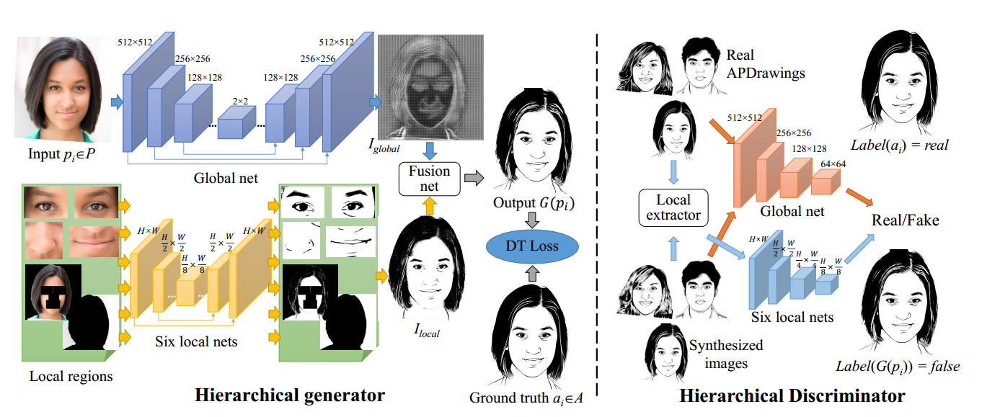 512×512
256×256
128×128
2×2
128×128
256×256
512×512
Input p_i∈P
Global net
I_global
Fusion
net
Output G(p_i)
DT Loss
H×W
H/2 × W/2
H/8 × W/8
H/2 × W/2
H×W
Six local nets
Local regions
I_local
Ground truth a_i∈A
Hierarchical generator
Real
APDrawings
512×512
256×256
128×128
64×64
Global net
Label(a_i) = real
Local
extractor
Real/Fake
H×W
H/2 × W/2
H/4 × W/4
H/8 × W/8
Six local nets
Synthesized
images
Label(G(p_i)) = false
Hierarchical Discriminator